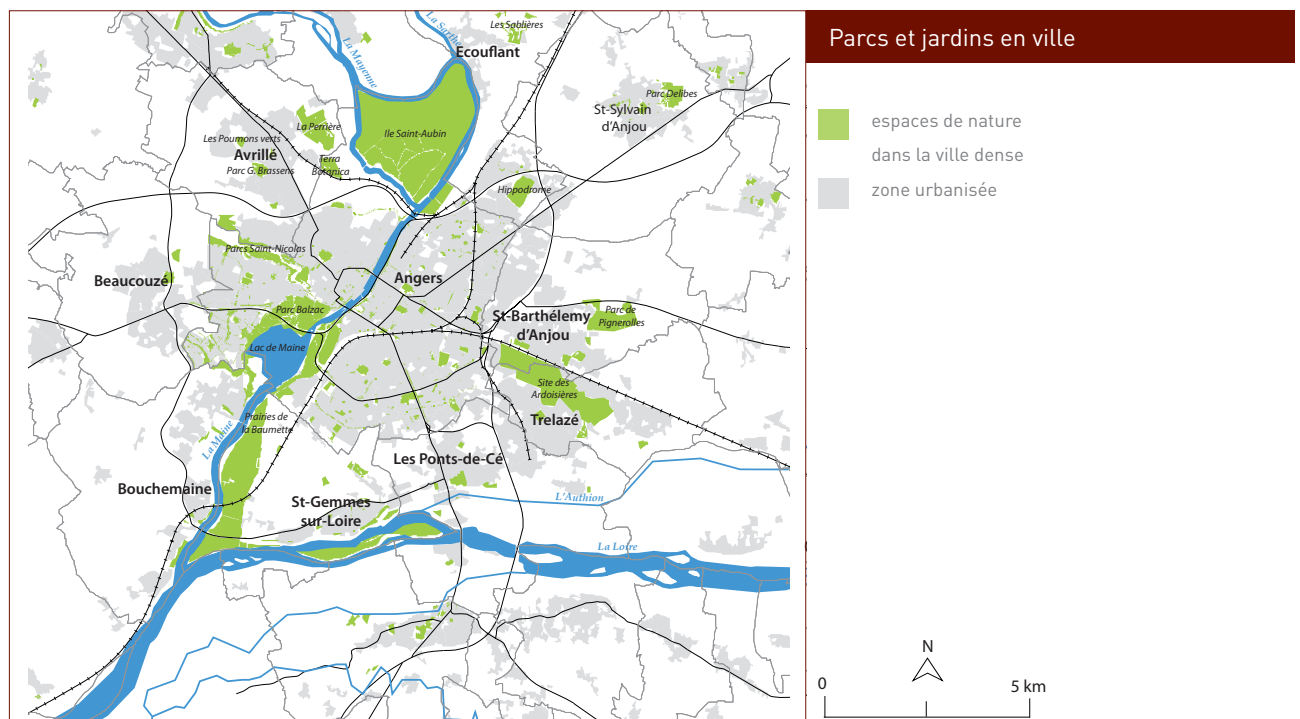 Parcs et jardins en ville
espaces de nature
dans la ville dense
zone urbanisée
N
0
5 km
Les Sablières
La Sarthe
La Mayenne
Ecouflant
Parc Delibes
St-Sylvain
d'Anjou
La Perrière
Ile Saint-Aubin
Les Poumons verts
Avrillé
Terra
Botanica
Parc G. Brassens
Hippodrome
Parcs Saint-Nicolas
Beaucouzé
Angers
Parc Balzac
St-Barthélemy
d'Anjou
Parc de
Pignerolles
Lac de Maine
Site des
Ardoisières
Prairies de
la Baumette
Trelazé
La Maine
Les Ponts-de-Cé
Bouchemaine
L'Authion
St-Gemmes
sur-Loire
La Loire